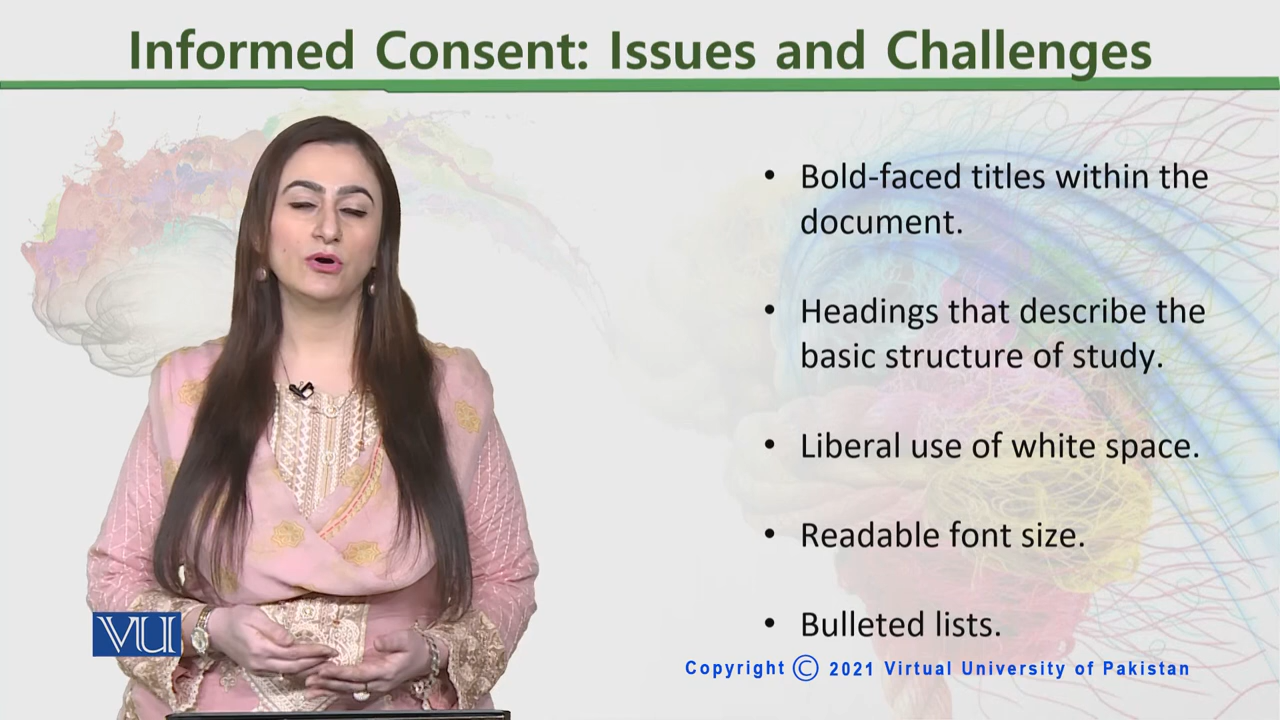 Informed Consent: Issues and Challenges
• Bold-faced titles within the
document.
• Headings that describe the
basic structure of study.
• Liberal use of white space.
• Readable font size.
• Bulleted lists.
VU
Copyright © 2021 Virtual University of Pakistan